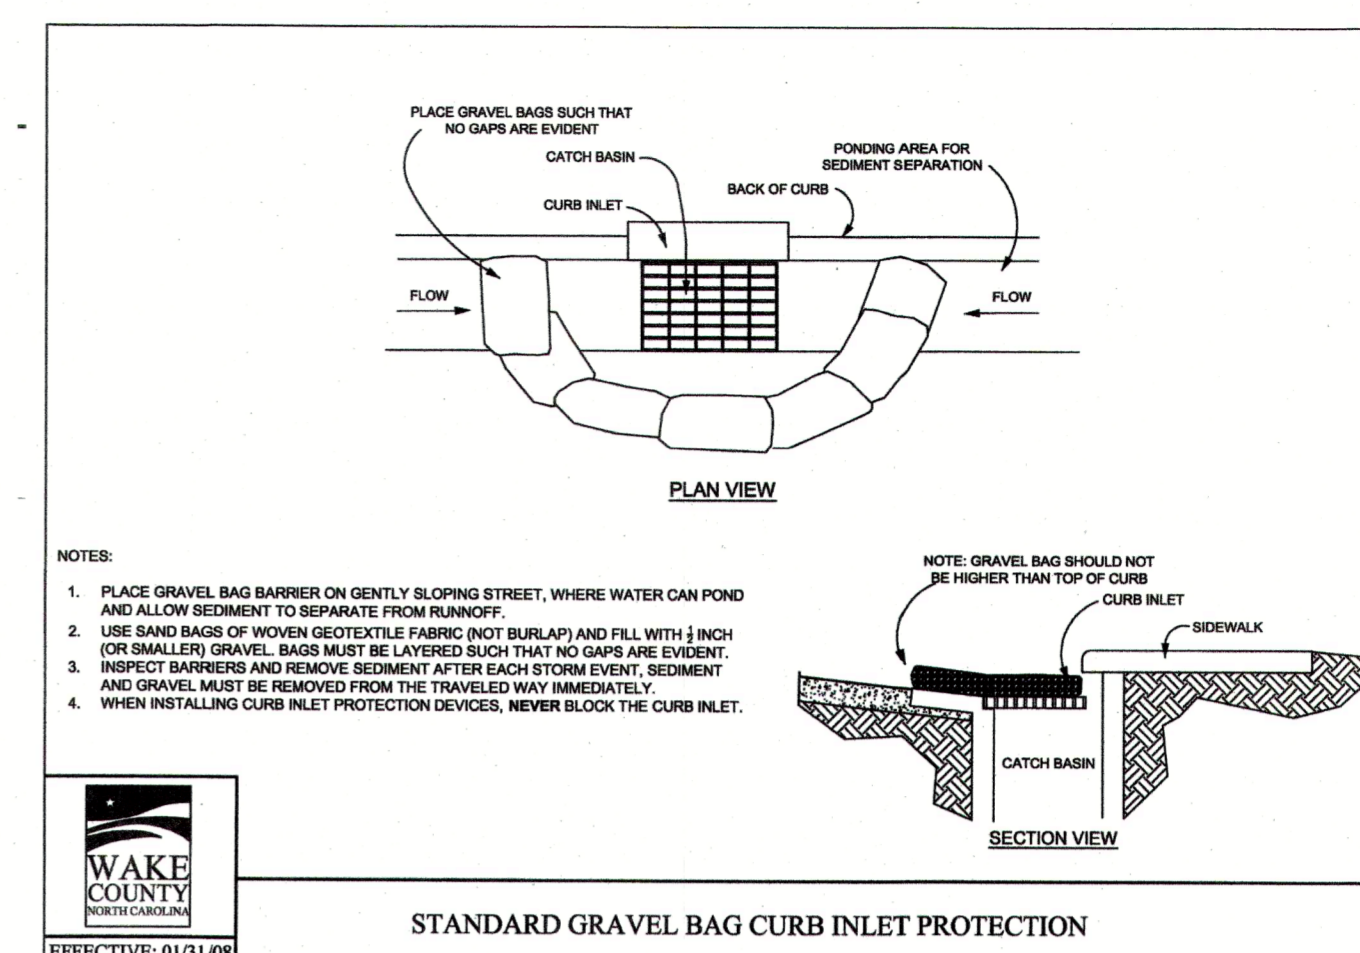 PLACE GRAVEL BAGS SUCH THAT
NO GAPS ARE EVIDENT
CATCH BASIN
CURB INLET
PONDING AREA FOR
SEDIMENT SEPARATION
BACK OF CURB
FLOW
FLOW
PLAN VIEW
NOTES:
1. PLACE GRAVEL BAG BARRIER ON GENTLY SLOPING STREET, WHERE WATER CAN POND
AND ALLOW SEDIMENT TO SEPARATE FROM RUNNOFF.
2. USE SAND BAGS OF WOVEN GEOTEXTILE FABRIC (NOT BURLAP) AND FILL WITH ½ INCH
(OR SMALLER) GRAVEL. BAGS MUST BE LAYERED SUCH THAT NO GAPS ARE EVIDENT.
3. INSPECT BARRIERS AND REMOVE SEDIMENT AFTER EACH STORM EVENT, SEDIMENT
AND GRAVEL MUST BE REMOVED FROM THE TRAVELED WAY IMMEDIATELY.
4. WHEN INSTALLING CURB INLET PROTECTION DEVICES, NEVER BLOCK THE CURB INLET.
NOTE: GRAVEL BAG SHOULD NOT
BE HIGHER THAN TOP OF CURB
CURB INLET
SIDEWALK
CATCH BASIN
SECTION VIEW
WAKE
COUNTY
NORTH CAROLINA
EFFECTIVE: 01/31/08
STANDARD GRAVEL BAG CURB INLET PROTECTION